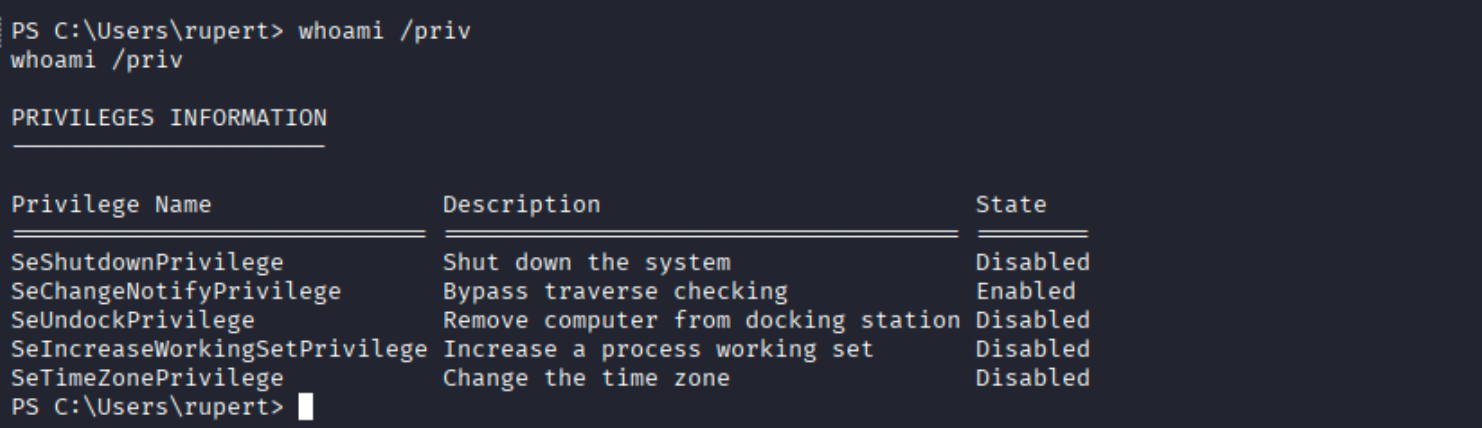 PS C:\Users\rupert> whoami /priv
whoami /priv
PRIVILEGES INFORMATION
Privilege Name Description State
SeShutdownPrivilege Shut down the system Disabled
SeChangeNotifyPrivilege Bypass traverse checking Enabled
SeUndockPrivilege Remove computer from docking station Disabled
SeIncreaseWorkingSetPrivilege Increase a process working set Disabled
SeTimeZonePrivilege Change the time zone Disabled
PS C:\Users\rupert>